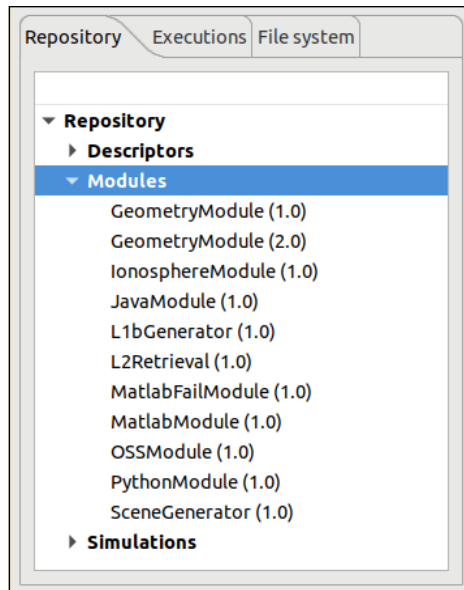 Repository Executions File system
Repository
Descriptors
Modules
GeometryModule (1.0)
GeometryModule (2.0)
IonosphereModule (1.0)
JavaModule (1.0)
L1bGenerator (1.0)
L2Retrieval (1.0)
MatlabFailModule (1.0)
MatlabModule (1.0)
OSSModule (1.0)
PythonModule (1.0)
SceneGenerator (1.0)
Simulations